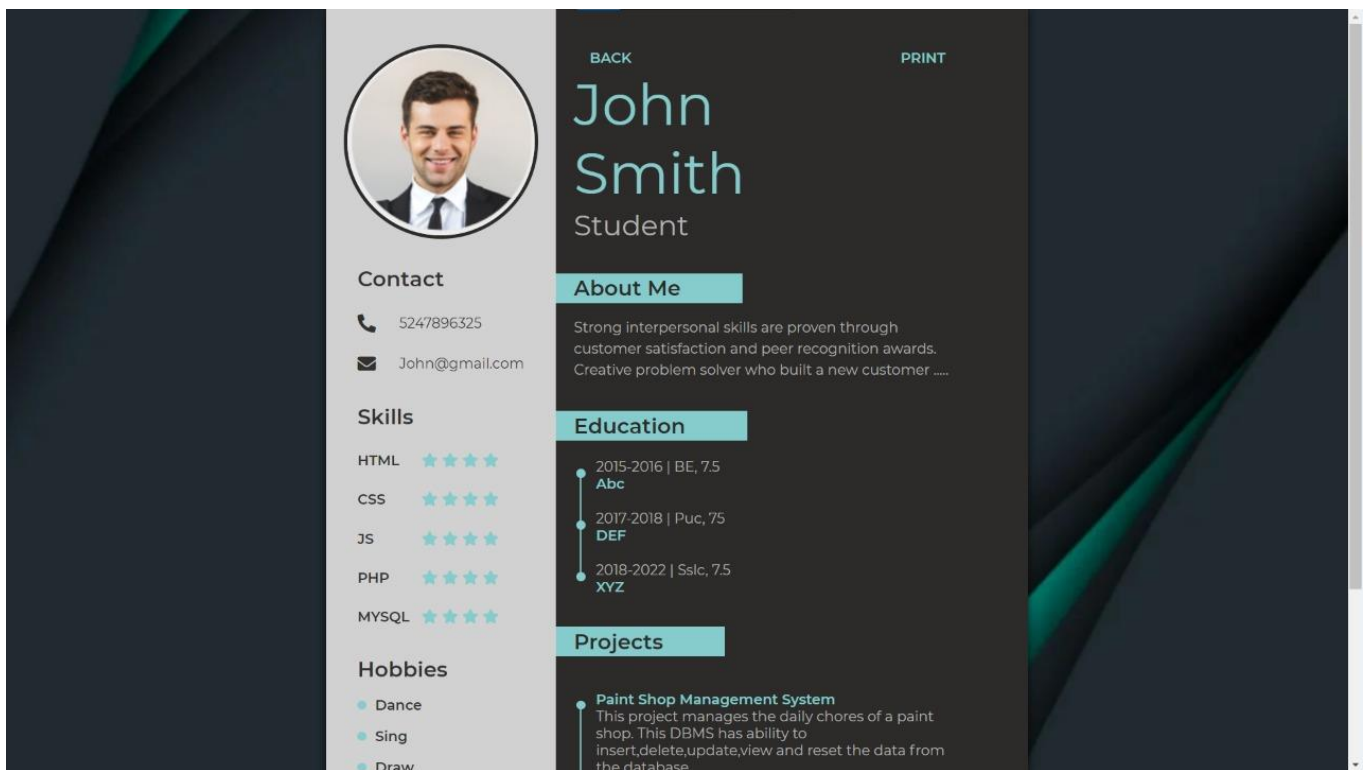 Contact
5247896325
John@gmail.com
Skills
HTML
CSS
JS
PHP
MYSQL
Hobbies
Dance
Sing
Draw
BACK
PRINT
John
Smith
Student
About Me
Strong interpersonal skills are proven through
customer satisfaction and peer recognition awards.
Creative problem solver who built a new customer .....
Education
2015-2016 | BE, 7.5
Abc
2017-2018 | Puc, 75
DEF
2018-2022 | Sslc, 7.5
XYZ
Projects
Paint Shop Management System
This project manages the daily chores of a paint
shop. This DBMS has ability to
insert,delete,update,view and reset the data from
the database